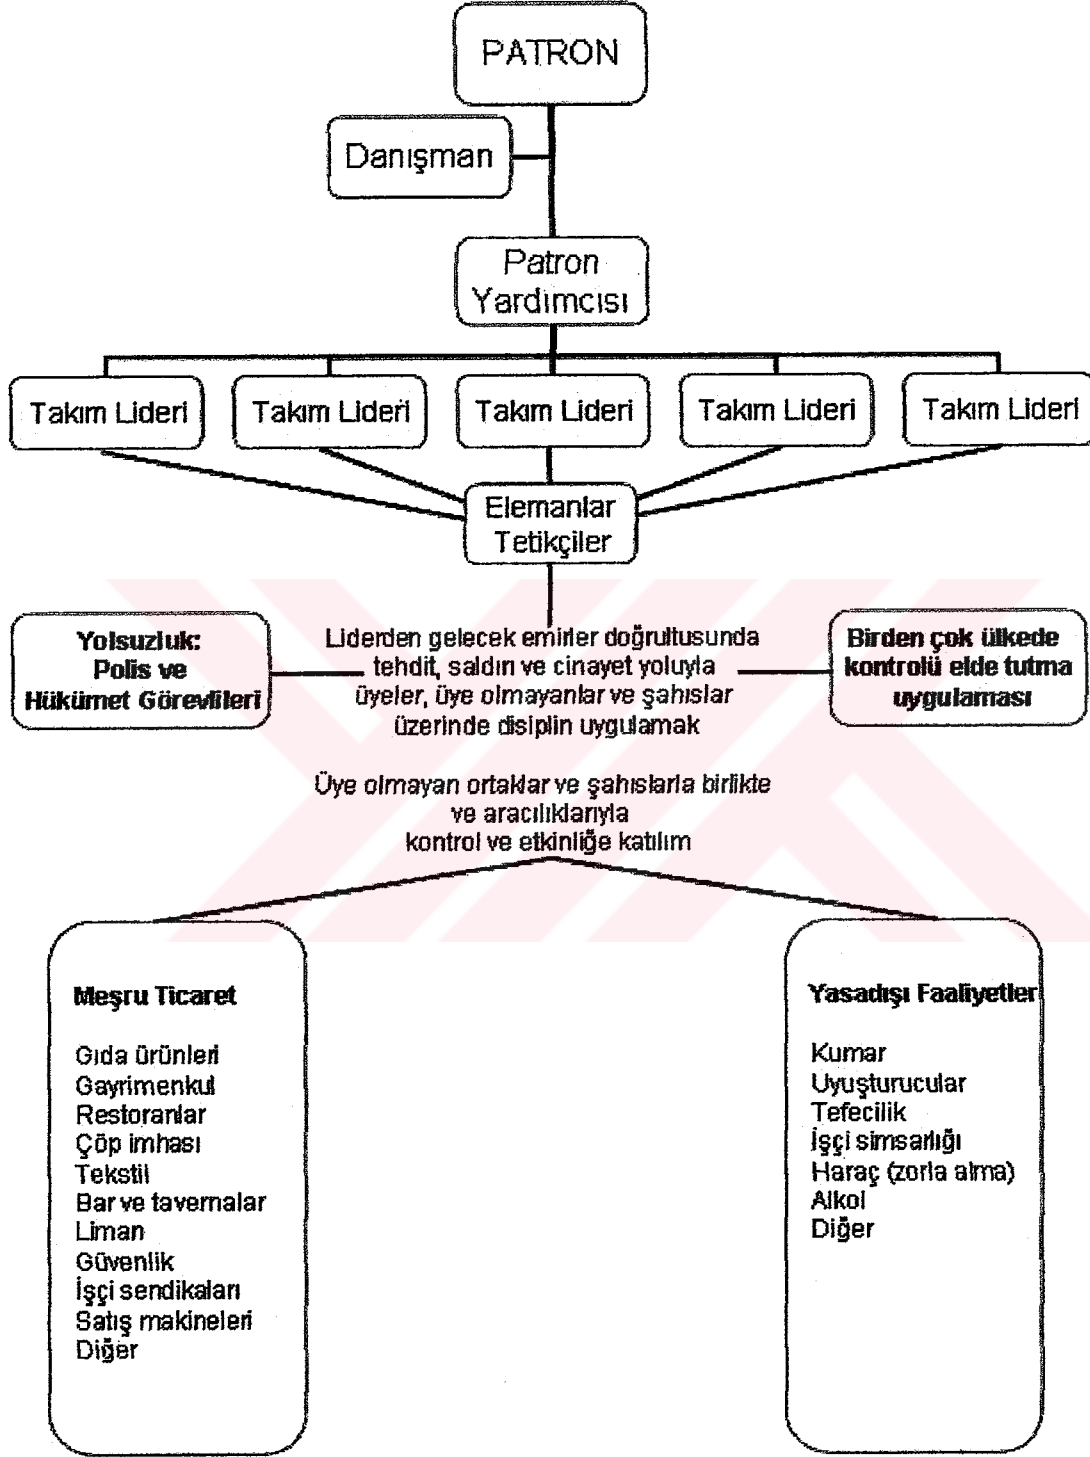 PATRON
Danışman
Patron
Yardımcısı
Takım Lideri
Takım Lideri
Takım Lideri
Takım Lideri
Takım Lideri
Elemanlar
Tetikçiler
Yolsuzluk:
Polis ve
Hükümet Görevlileri
Liderden gelecek emirler doğrultusunda
tehdit, saldırı ve cinayet yoluyla
üyeler, üye olmayanlar ve şahıslar
üzerinde disiplin uygulamak
Birden çok ülkede
kontrolü elde tutma
uygulaması
Üye olmayan ortaklar ve şahıslarla birlikte
ve aracılıklarıyla
kontrol ve etkinliğe katılım
Meşru Ticaret
Gıda ürünleri
Gayrimenkul
Restoranlar
Çöp imhası
Tekstil
Bar ve tavernalar
Liman
Güvenlik
İşçi sendikaları
Satış makineleri
Diğer
Yasadışı Faaliyetler
Kumar
Uyuşturucular
Tefecilik
İşçi simsarlığı
Haraç (zorla alma)
Alkol
Diğer